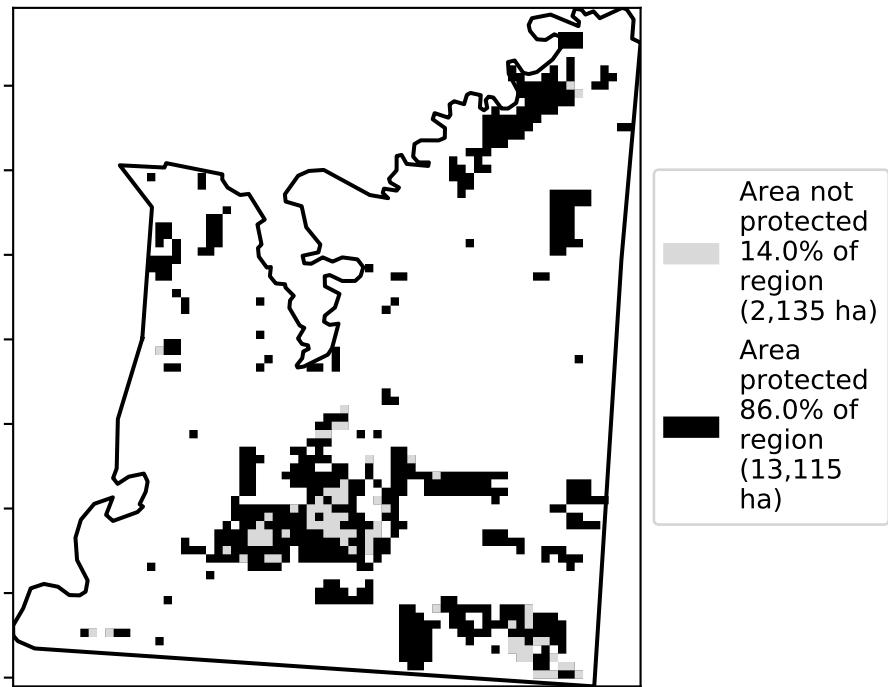 Area not
protected
14.0% of
region
(2,135 ha)
Area
protected
86.0% of
region
(13,115
ha)